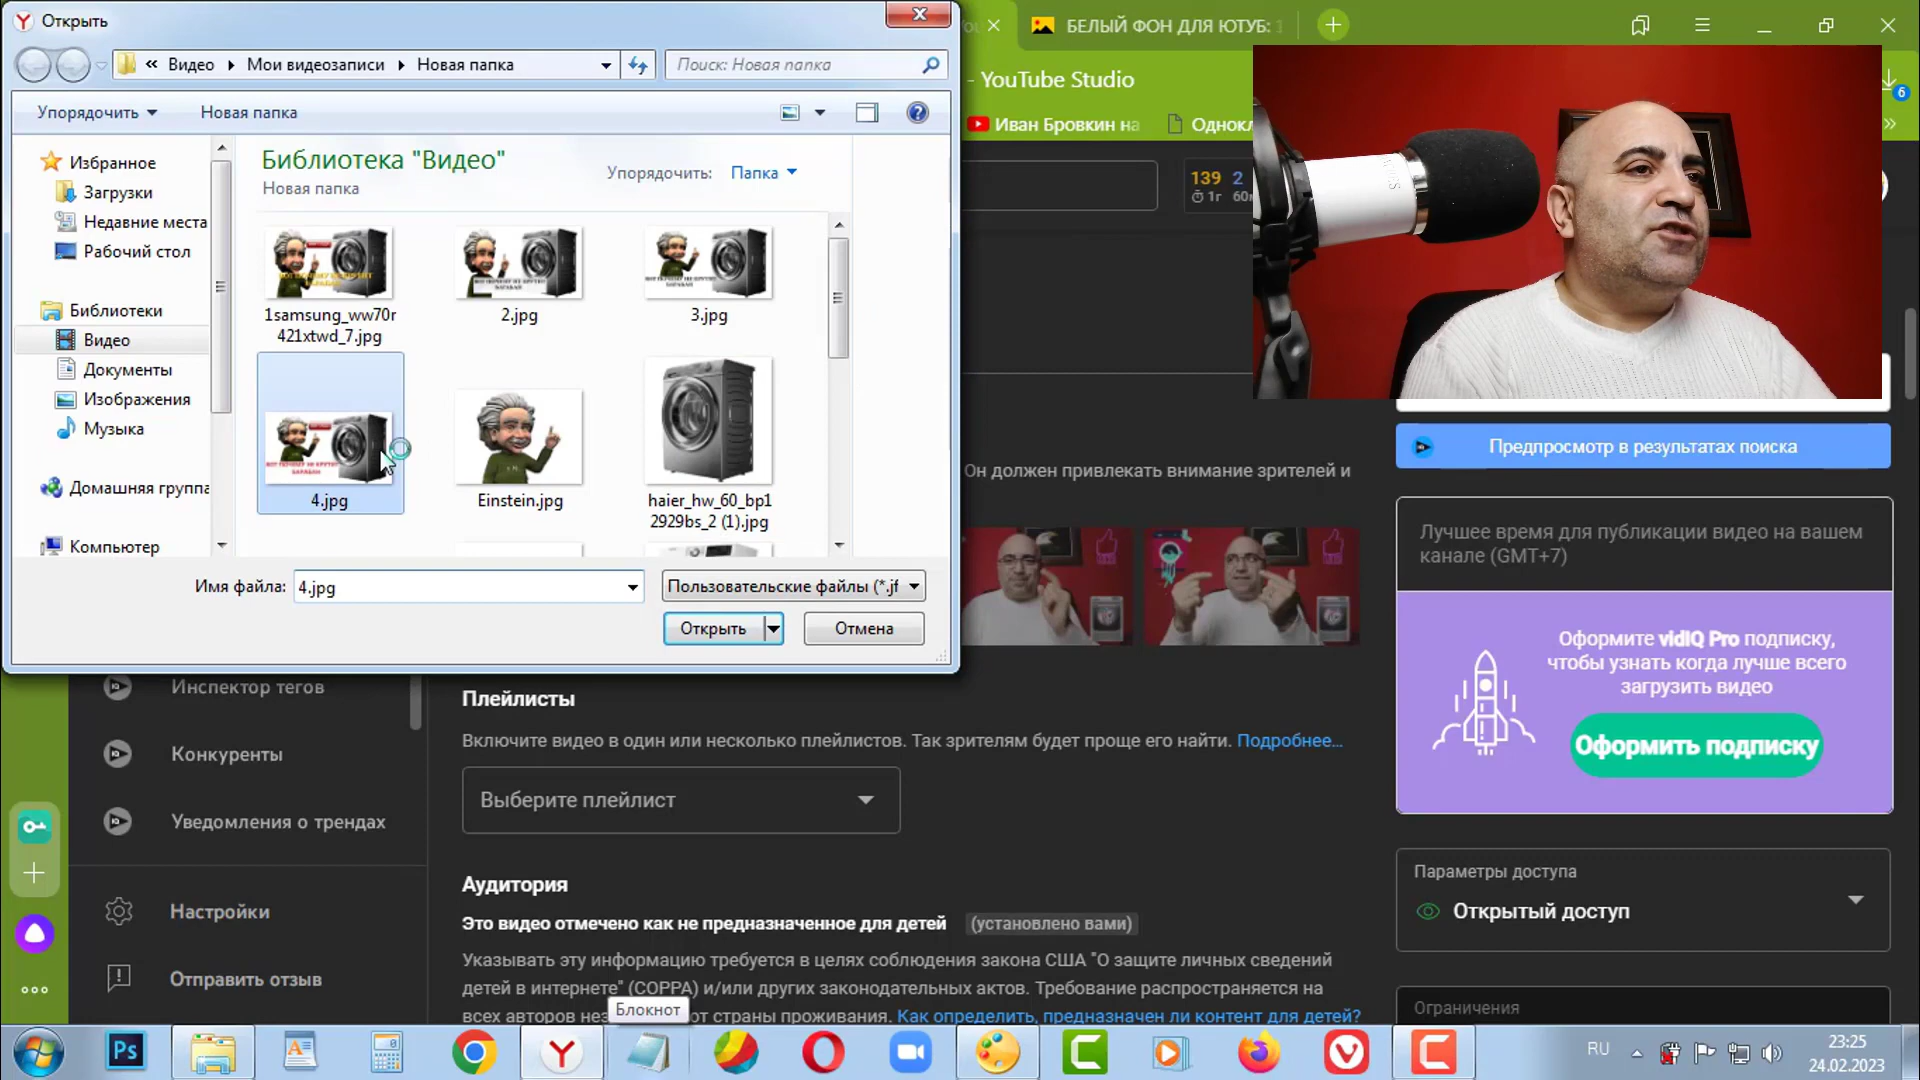 Открыть
БЕЛЫЙ ФОН ДЛЯ ЮТУБ:
« Видео Мои видеозаписи Новая папка
Поиск: Новая папка
- YouTube Studio
6
Упорядочить
Новая папка
Иван Бровкин на
Однокл
»
Избранное
Загрузки
Недавние места
Рабочий стол
Библиотеки
Видео
Документы
Изображения
Музыка
Домашняя группа
Компьютер
Библиотека "Видео"
Новая папка
Упорядочить: Папка
139 2
1г 60м
1samsung_ww70r
421xtwd_7.jpg
2.jpg
3.jpg
4.jpg
Einstein.jpg
haier_hw_60_bp1
2929bs_2 (1).jpg
Имя файла: 4.jpg
Пользовательские файлы (*.jf
Открыть
Отмена
Предпросмотр в результатах поиска
Он должен привлекать внимание зрителей и
Лучшее время для публикации видео на вашем
канале (GMT+7)
Оформите vidIQ Pro подписку,
чтобы узнать когда лучше всего
загрузить видео
Оформить подписку
Инспектор тегов
Конкуренты
Уведомления о трендах
Настройки
Отправить отзыв
Плейлисты
Включите видео в один или несколько плейлистов. Так зрителям будет проще его найти. Подробнее...
Выберите плейлист
Аудитория
Это видео отмечено как не предназначенное для детей (установлено вами)
Указывать эту информацию требуется в целях соблюдения закона США "О защите личных сведений
детей в интернете" (COPPA) и/или других законодательных актов. Требование распространяется на
всех авторов нез от страны проживания. Как определить, предназначен ли контент для детей?
Блокнот
Параметры доступа
Открытый доступ
Ограничения
Ps
RU
23:25
24.02.2023